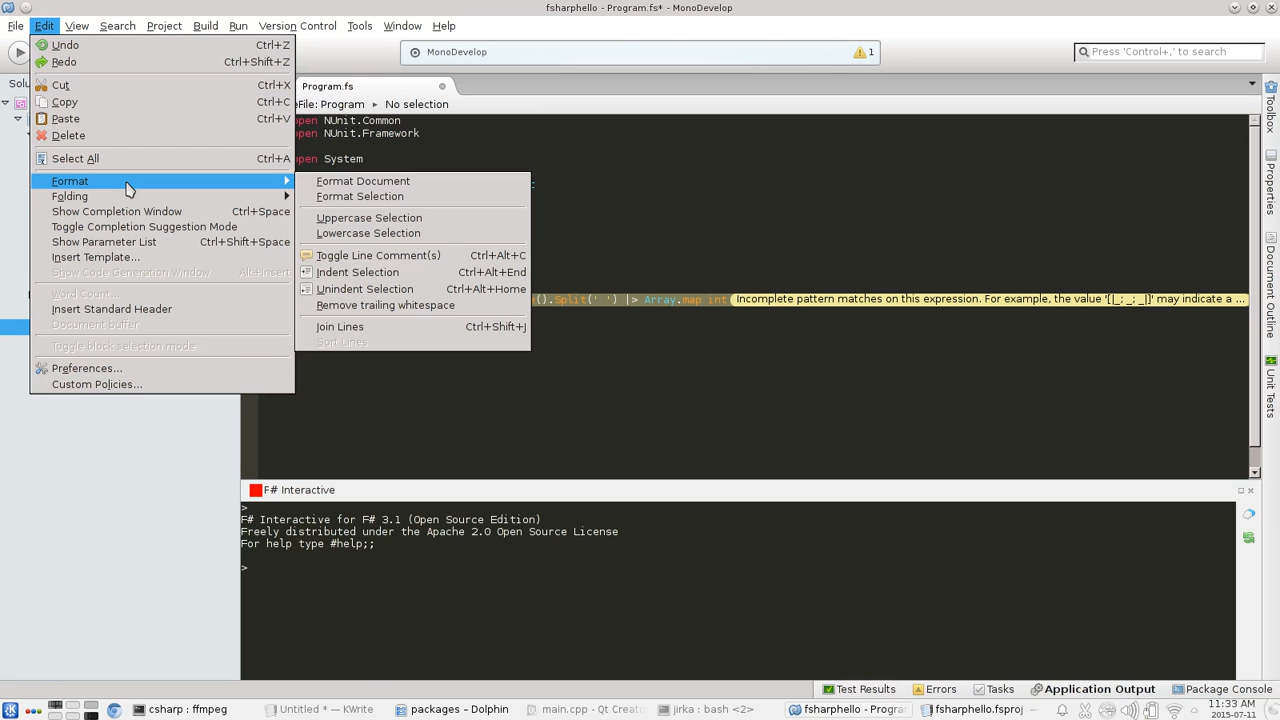 fsharphello - Program.fs* - MonoDevelop
File Edit View Search Project Build Run Version Control Tools Window Help
MonoDevelop 1
Press 'Control+,' to search
Undo Ctrl+Z
Redo Ctrl+Shift+Z
Cut Ctrl+X
Copy Ctrl+C
Paste Ctrl+V
Delete
Select All Ctrl+A
Format
Folding
Show Completion Window Ctrl+Space
Toggle Completion Suggestion Mode
Show Parameter List Ctrl+Shift+Space
Insert Template...
Show Code Generation Window Alt+Insert
Word Count...
Insert Standard Header
Document buffer
Toggle block selection mode
Preferences...
Custom Policies...
Format Document
Format Selection
Uppercase Selection
Lowercase Selection
Toggle Line Comment(s) Ctrl+Alt+C
Indent Selection Ctrl+Alt+End
Unindent Selection Ctrl+Alt+Home
Remove trailing whitespace
Join Lines Ctrl+Shift+J
Sort Lines
Solu
Program.fs
eFile: Program ▸ No selection
open NUnit.Common
open NUnit.Framework
open System
e().Split(' ') |> Array.map int
Incomplete pattern matches on this expression. For example, the value '[|_; _; _|]' may indicate a ...
Toolbox
Properties
Document Outline
Unit Tests
F# Interactive
>
F# Interactive for F# 3.1 (Open Source Edition)
Freely distributed under the Apache 2.0 Open Source License
For help type #help;;
>
Test Results Errors Tasks Application Output Package Console
csharp : ffmpeg
Untitled * — KWrite
packages – Dolphin
main.cpp - Qt Creato
jirka : bash <2>
fsharphello - Progra
fsharphello.fsproj
11:33 AM
2015-07-11